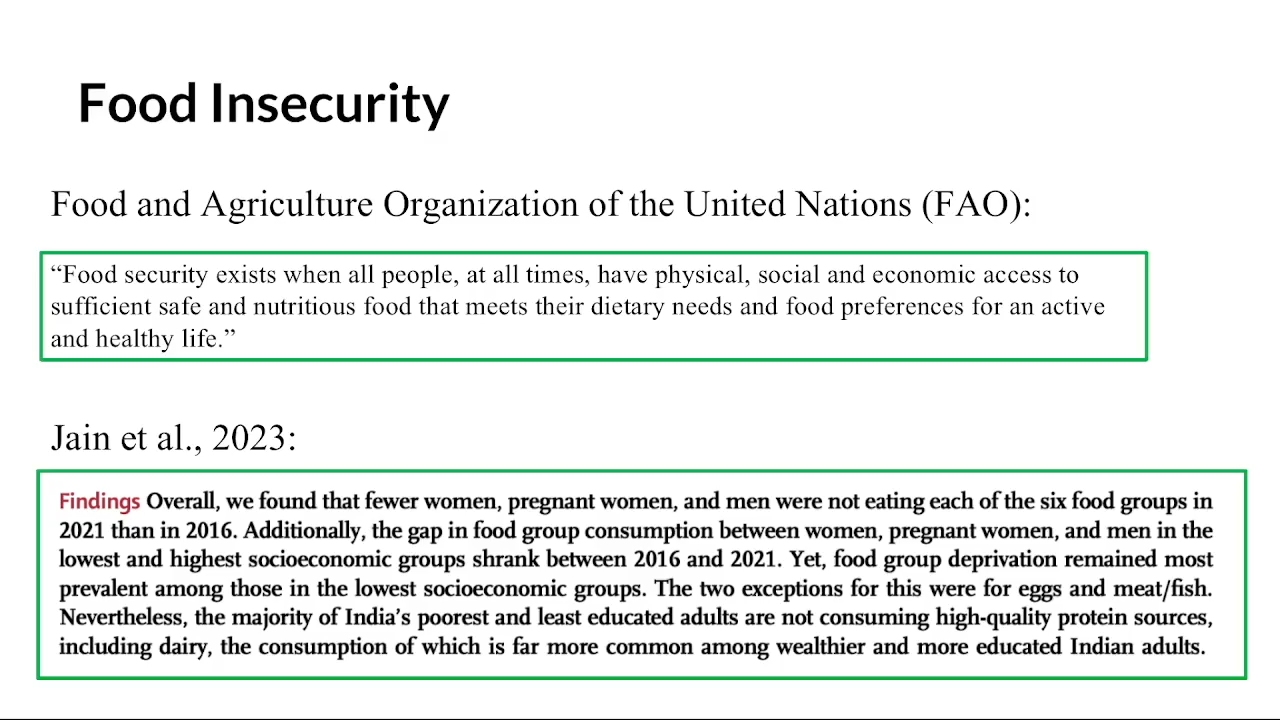 Food Insecurity
Food and Agriculture Organization of the United Nations (FAO):
“Food security exists when all people, at all times, have physical, social and economic access to
sufficient safe and nutritious food that meets their dietary needs and food preferences for an active
and healthy life.”
Jain et al., 2023:
Findings Overall, we found that fewer women, pregnant women, and men were not eating each of the six food groups in
2021 than in 2016. Additionally, the gap in food group consumption between women, pregnant women, and men in the
lowest and highest socioeconomic groups shrank between 2016 and 2021. Yet, food group deprivation remained most
prevalent among those in the lowest socioeconomic groups. The two exceptions for this were for eggs and meat/fish.
Nevertheless, the majority of India’s poorest and least educated adults are not consuming high-quality protein sources,
including dairy, the consumption of which is far more common among wealthier and more educated Indian adults.